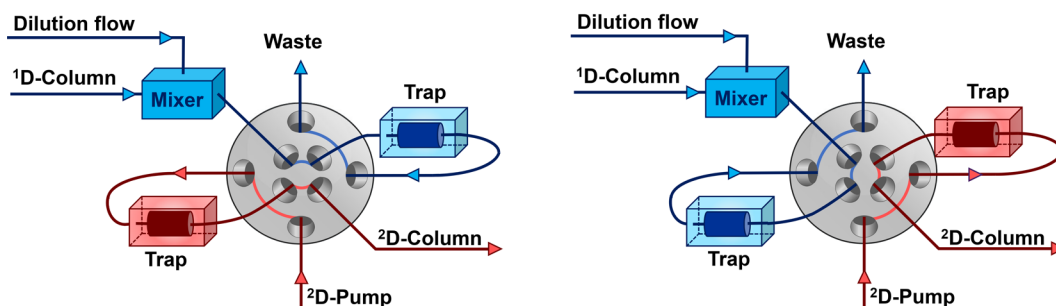 Dilution flow
Waste
¹D-Column
Mixer
Trap
Trap
²D-Column
²D-Pump
Dilution flow
Waste
¹D-Column
Mixer
Trap
Trap
²D-Column
²D-Pump